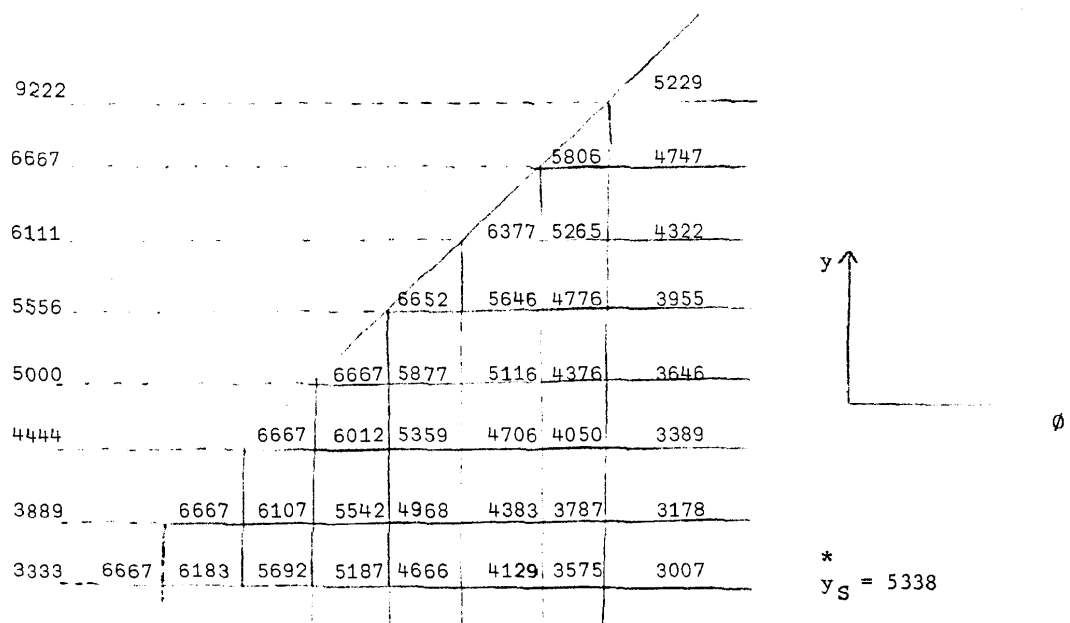 9222 5229
6667 5806 4747
6111 6377 5265 4322
5556 6652 5646 4776 3955
5000 6667 5877 5116 4376 3646
4444 6667 6012 5359 4706 4050 3389
3889 6667 6107 5542 4968 4383 3787 3178
3333 6667 6183 5692 5187 4666 4129 3575 3007
y
ø
*
y_S = 5338